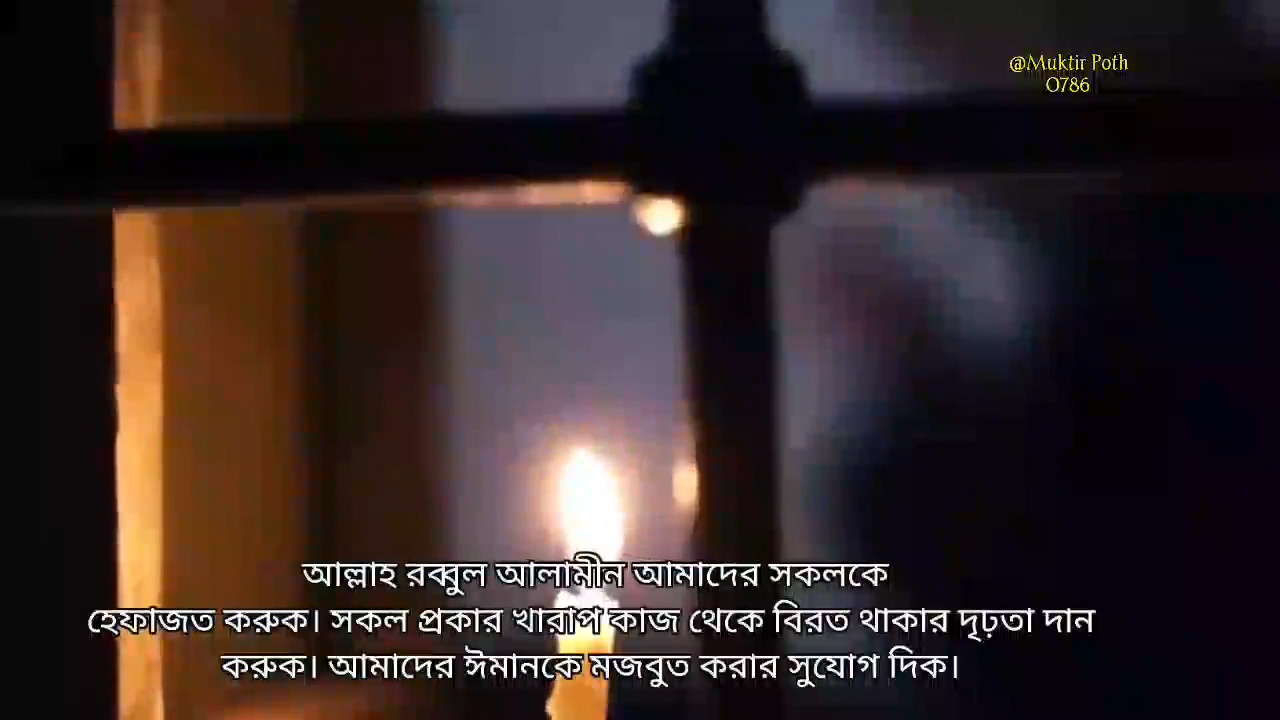 @Muktir Poth
0786
আল্লাহ রব্বুল আলামীন আমাদের সকলকে
হেফাজত করুক। সকল প্রকার খারাপ কাজ থেকে বিরত থাকার দৃঢ়তা দান
করুক। আমাদের ঈমানকে মজবুত করার সুযোগ দিক।